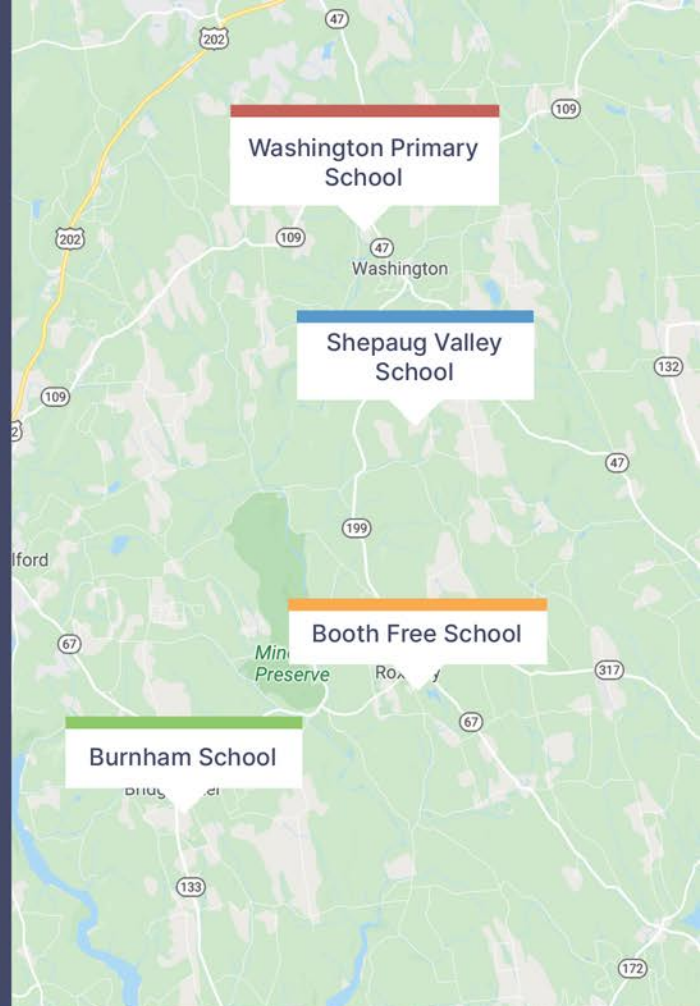 47
202
109
Washington Primary
School
202
109
47
Washington
Shepaug Valley
School
132
109
47
199
lford
Booth Free School
67
Preserve
317
67
Burnham School
133
172